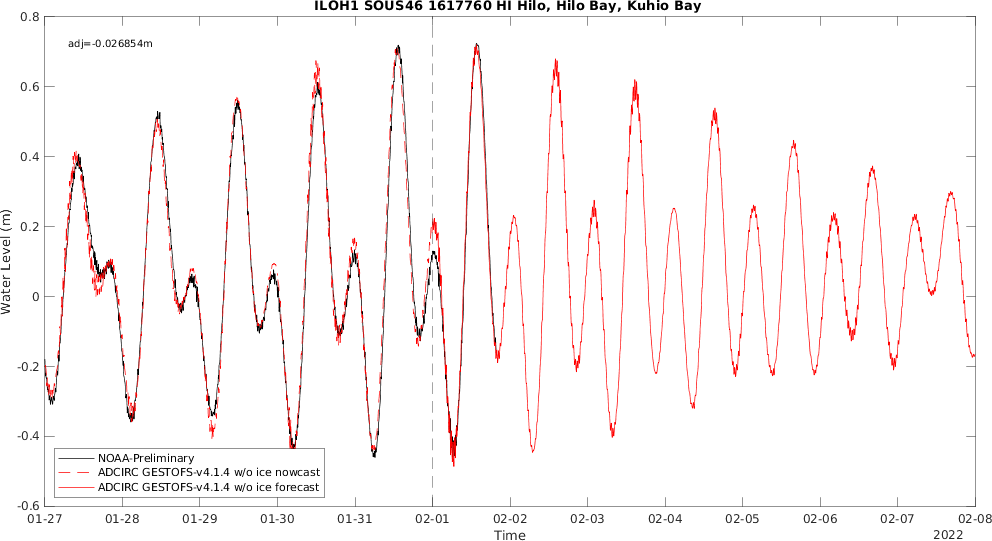 ILOH1 SOUS46 1617760 HI Hilo, Hilo Bay, Kuhio Bay
adj=-0.026854m
0.8
0.6
0.4
0.2
0
-0.2
-0.4
-0.6
Water Level (m)
NOAA-Preliminary
ADCIRC GESTOFS-v4.1.4 w/o ice nowcast
ADCIRC GESTOFS-v4.1.4 w/o ice forecast
01-27 01-28 01-29 01-30 01-31 02-01 02-02 02-03 02-04 02-05 02-06 02-07 02-08
Time
2022